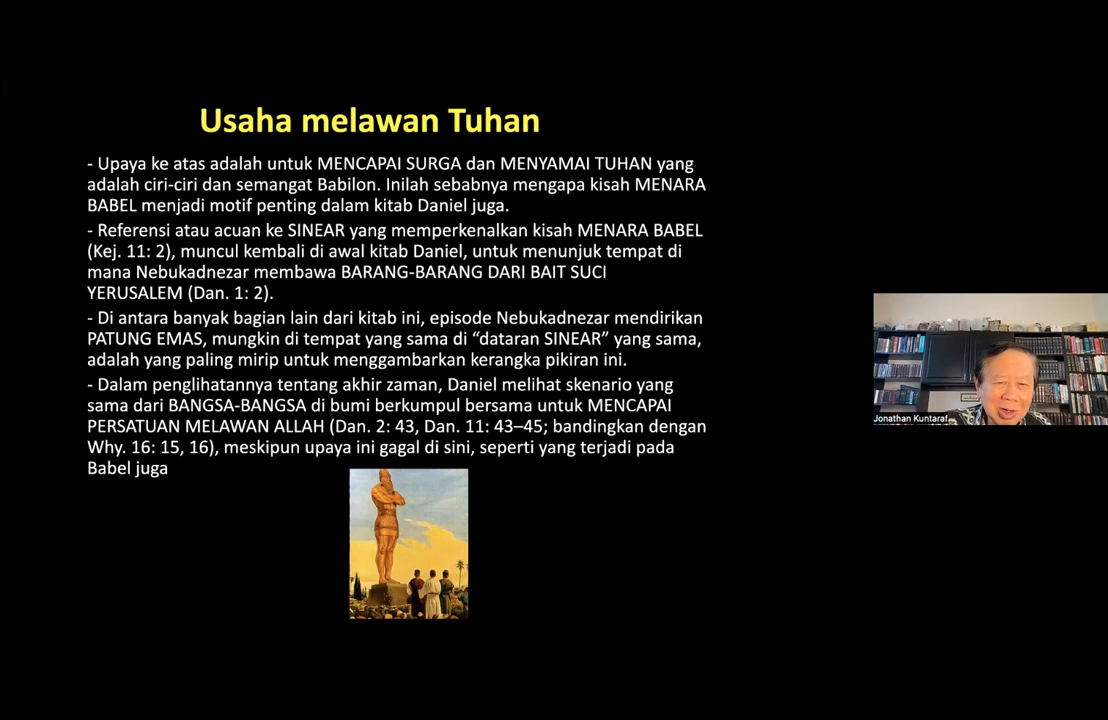 Usaha melawan Tuhan
- Upaya ke atas adalah untuk MENCAPAI SURGA dan MENYAMAI TUHAN yang
adalah ciri-ciri dan semangat Babilon. Inilah sebabnya mengapa kisah MENARA
BABEL menjadi motif penting dalam kitab Daniel juga.
- Referensi atau acuan ke SINEAR yang memperkenalkan kisah MENARA BABEL
(Kej. 11: 2), muncul kembali di awal kitab Daniel, untuk menunjuk tempat di
mana Nebukadnezar membawa BARANG-BARANG DARI BAIT SUCI
YERUSALEM (Dan. 1: 2).
- Di antara banyak bagian lain dari kitab ini, episode Nebukadnezar mendirikan
PATUNG EMAS, mungkin di tempat yang sama di “dataran SINEAR” yang sama,
adalah yang paling mirip untuk menggambarkan kerangka pikiran ini.
- Dalam penglihatannya tentang akhir zaman, Daniel melihat skenario yang
sama dari BANGSA-BANGSA di bumi berkumpul bersama untuk MENCAPAI
PERSATUAN MELAWAN ALLAH (Dan. 2: 43, Dan. 11: 43–45; bandingkan dengan
Why. 16: 15, 16), meskipun upaya ini gagal di sini, seperti yang terjadi pada
Babel juga
Jonathan Kuntaraf